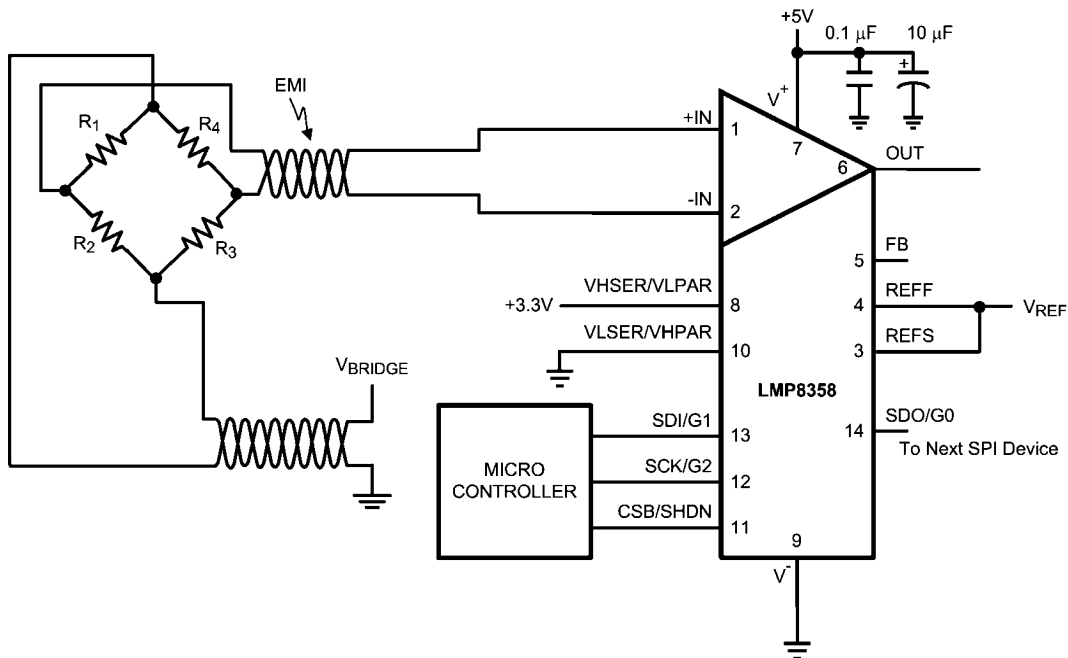 +5V
0.1 µF
10 µF
+
EMI
R1
R4
R2
R3
V+
+IN
1
7
6
OUT
-IN
2
5
FB
VHSER/VLPAR
+3.3V
8
4
REFF
VREF
VLSER/VHPAR
10
3
REFS
VBRIDGE
LMP8358
SDI/G1
13
14
SDO/G0
To Next SPI Device
MICRO
CONTROLLER
SCK/G2
12
CSB/SHDN
11
9
V-